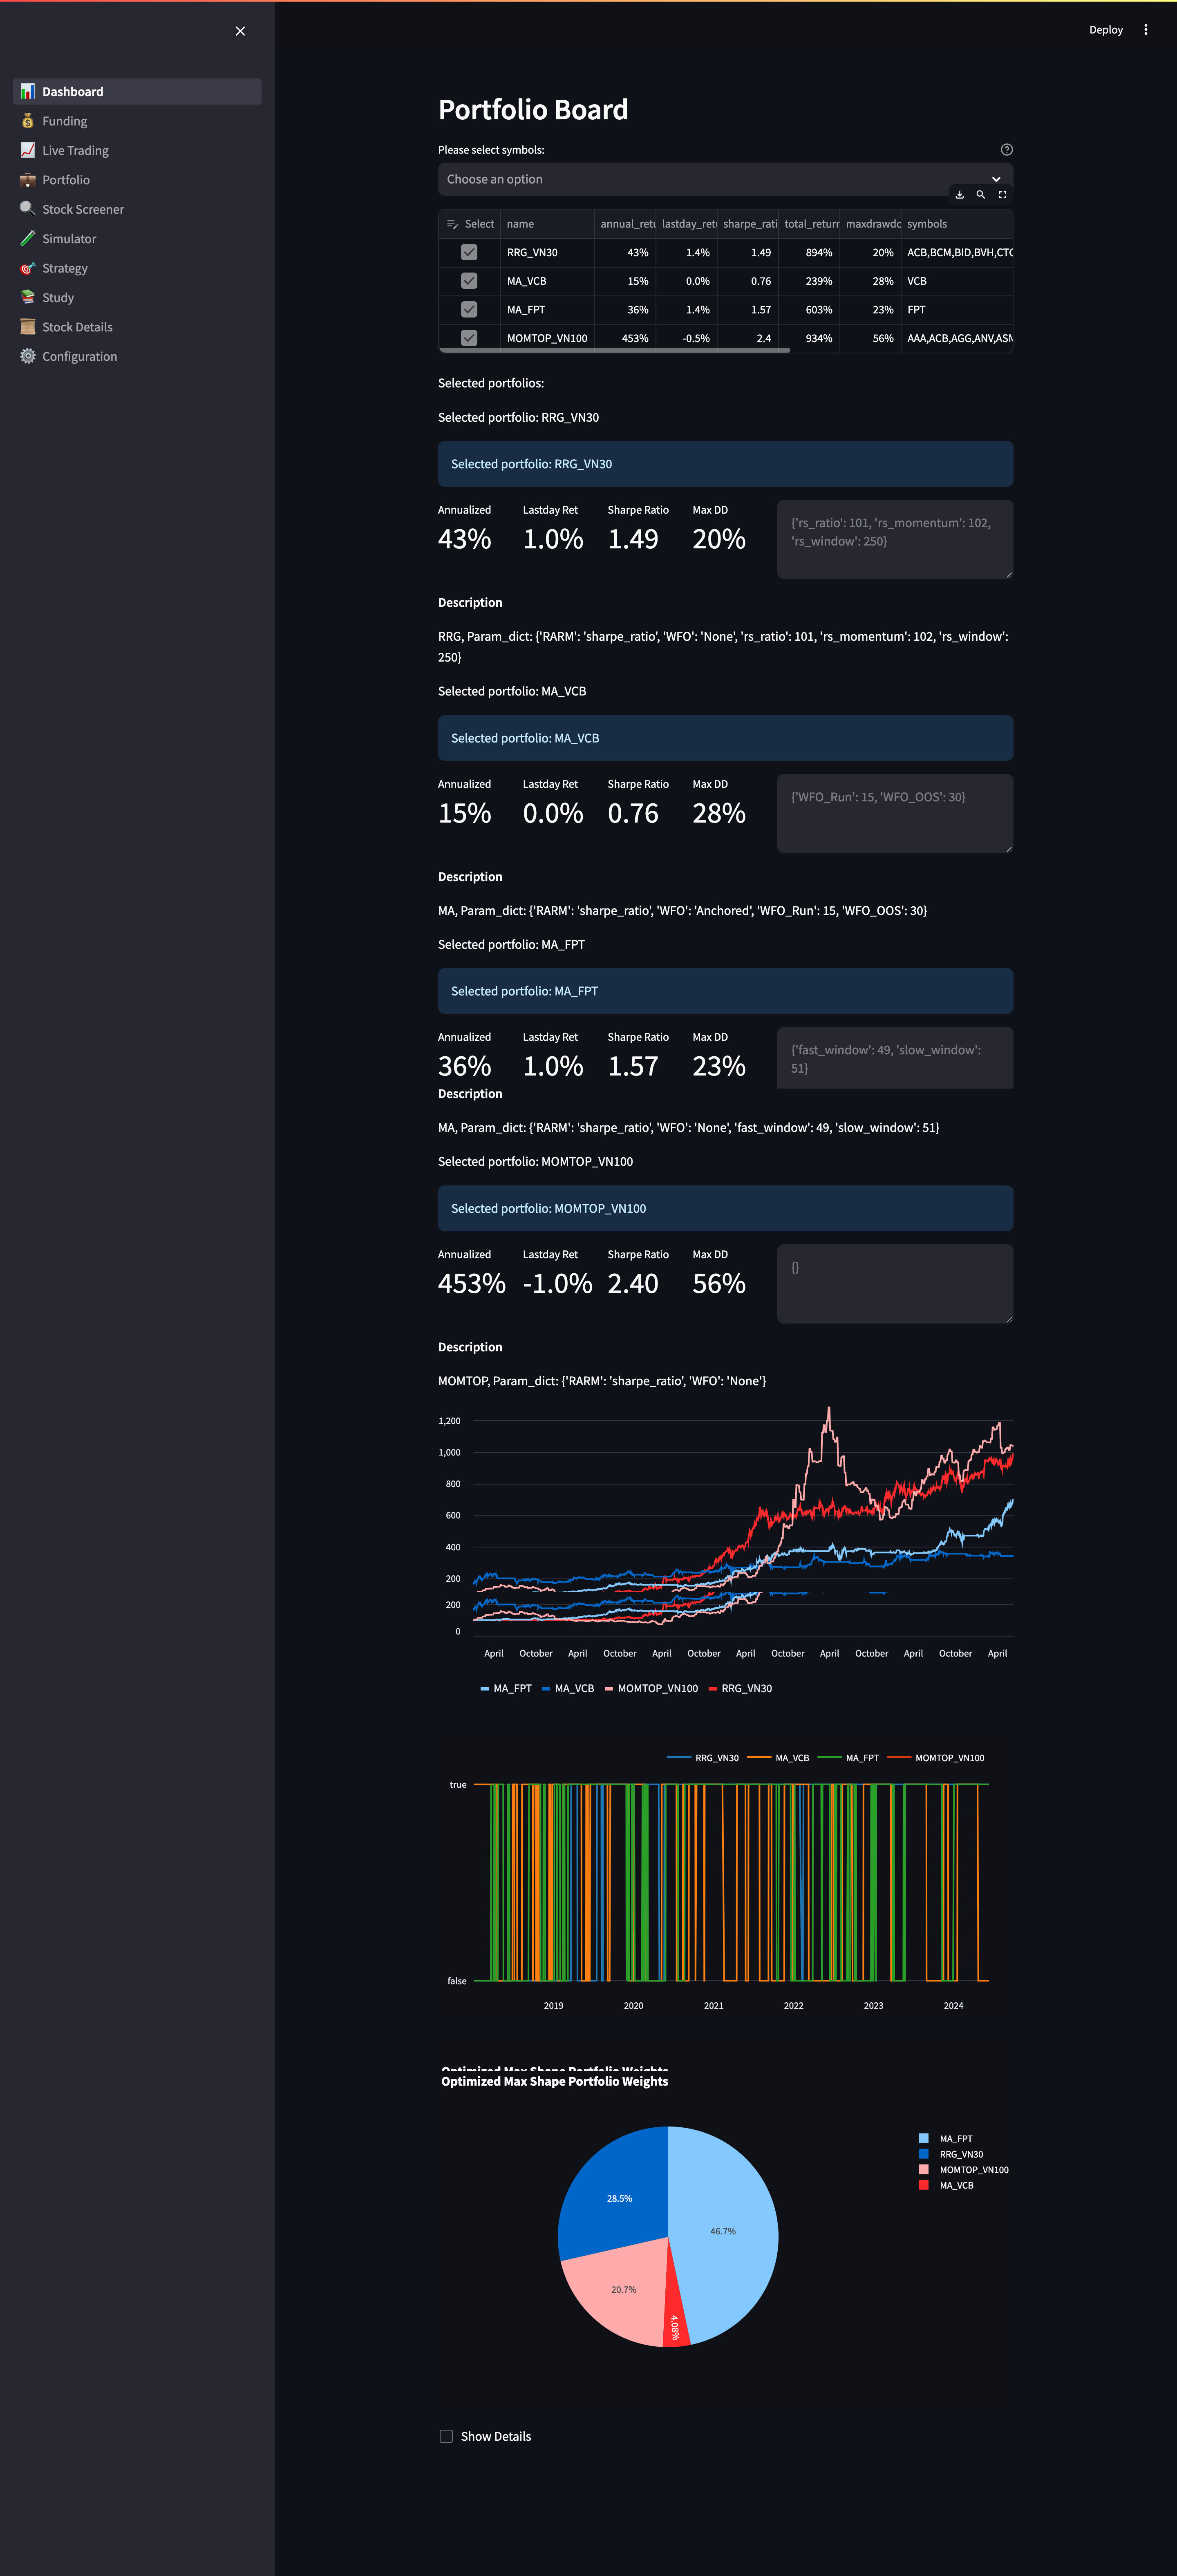 Deploy
Dashboard
Funding
Live Trading
Portfolio
Stock Screener
Simulator
Strategy
Study
Stock Details
Configuration
Portfolio Board
Please select symbols:
Choose an option
Select name annual_retu lastday_retu sharpe_rati total_return maxdrawdo symbols
RRG_VN30 43% 1.4% 1.49 894% 20% ACB,BCM,BID,BVH,CTG
MA_VCB 15% 0.0% 0.76 239% 28% VCB
MA_FPT 36% 1.4% 1.57 603% 23% FPT
MOMTOP_VN100 453% -0.5% 2.4 934% 56% AAA,ACB,AGG,ANV,ASM
Selected portfolios:
Selected portfolio: RRG_VN30
Selected portfolio: RRG_VN30
Annualized Lastday Ret Sharpe Ratio Max DD
43% 1.0% 1.49 20%
{'rs_ratio': 101, 'rs_momentum': 102,
'rs_window': 250}
Description
RRG, Param_dict: {'RARM': 'sharpe_ratio', 'WFO': 'None', 'rs_ratio': 101, 'rs_momentum': 102, 'rs_window':
250}
Selected portfolio: MA_VCB
Selected portfolio: MA_VCB
Annualized Lastday Ret Sharpe Ratio Max DD
15% 0.0% 0.76 28%
{'WFO_Run': 15, 'WFO_OOS': 30}
Description
MA, Param_dict: {'RARM': 'sharpe_ratio', 'WFO': 'Anchored', 'WFO_Run': 15, 'WFO_OOS': 30}
Selected portfolio: MA_FPT
Selected portfolio: MA_FPT
Annualized Lastday Ret Sharpe Ratio Max DD
36% 1.0% 1.57 23%
{'fast_window': 49, 'slow_window':
51}
Description
MA, Param_dict: {'RARM': 'sharpe_ratio', 'WFO': 'None', 'fast_window': 49, 'slow_window': 51}
Selected portfolio: MOMTOP_VN100
Selected portfolio: MOMTOP_VN100
Annualized Lastday Ret Sharpe Ratio Max DD
453% -1.0% 2.40 56%
{}
Description
MOMTOP, Param_dict: {'RARM': 'sharpe_ratio', 'WFO': 'None'}
1,200
1,000
800
600
400
200
200
0
April October April October April October April October April October April October April
MA_FPT MA_VCB MOMTOP_VN100 RRG_VN30
RRG_VN30 MA_VCB MA_FPT MOMTOP_VN100
true
false
2019 2020 2021 2022 2023 2024
Optimized Max Shape Portfolio Weights
Optimized Max Shape Portfolio Weights
MA_FPT
RRG_VN30
MOMTOP_VN100
MA_VCB
28.5%
46.7%
20.7%
4.08%
Show Details